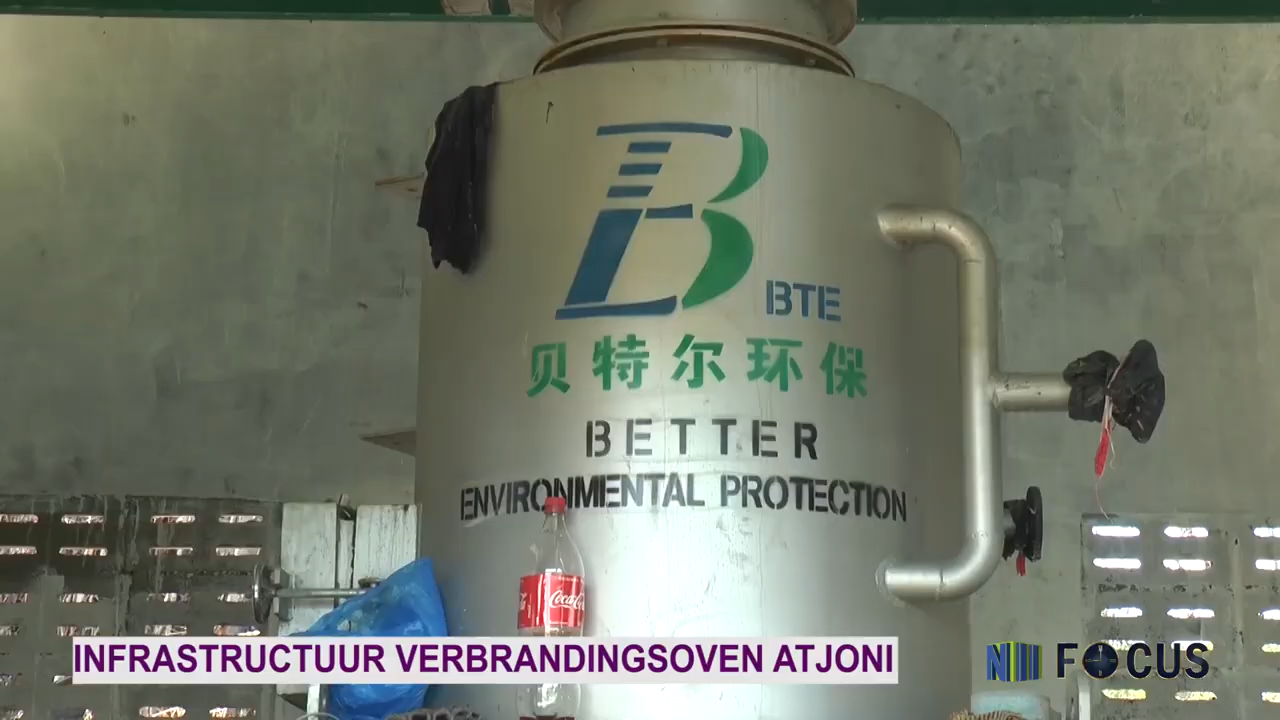 B
BTE
贝特尔环保
BETTER
ENVIRONMENTAL PROTECTION
Coca-Cola
INFRASTRUCTUUR VERBRANDINGSOVEN ATJONI
N FOCUS